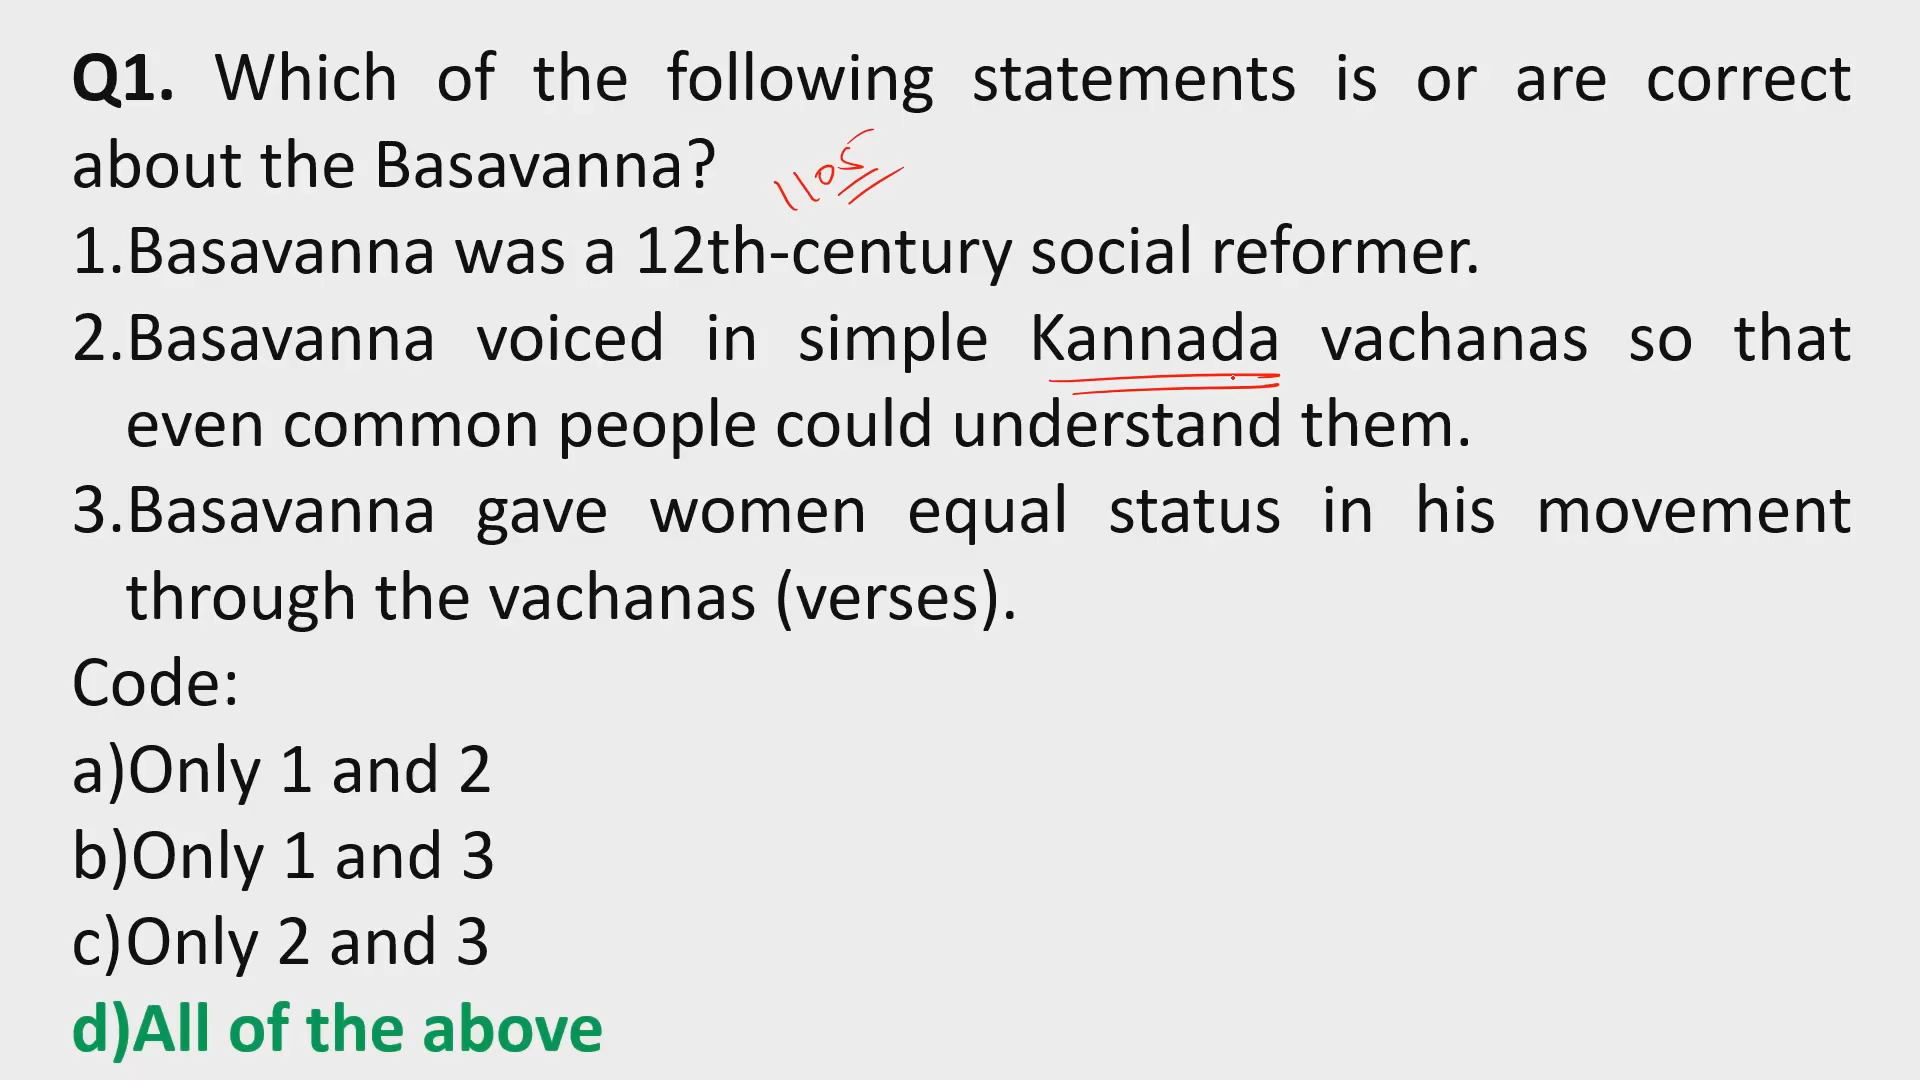 Q1. Which of the following statements is or are correct
about the Basavanna?
1105
1.Basavanna was a 12th-century social reformer.
2.Basavanna voiced in simple Kannada vachanas so that
even common people could understand them.
3.Basavanna gave women equal status in his movement
through the vachanas (verses).
Code:
a)Only 1 and 2
b)Only 1 and 3
c)Only 2 and 3
d)All of the above